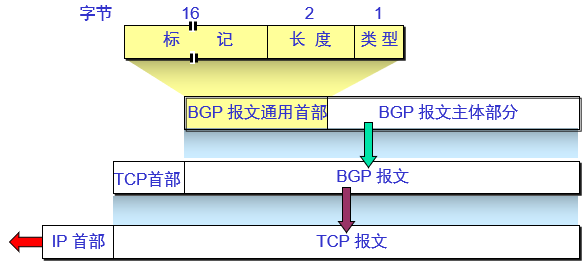 字节 16 2 1
标 记 长 度 类 型
BGP 报文通用首部 BGP 报文主体部分
TCP首部 BGP 报文
IP 首部 TCP 报文